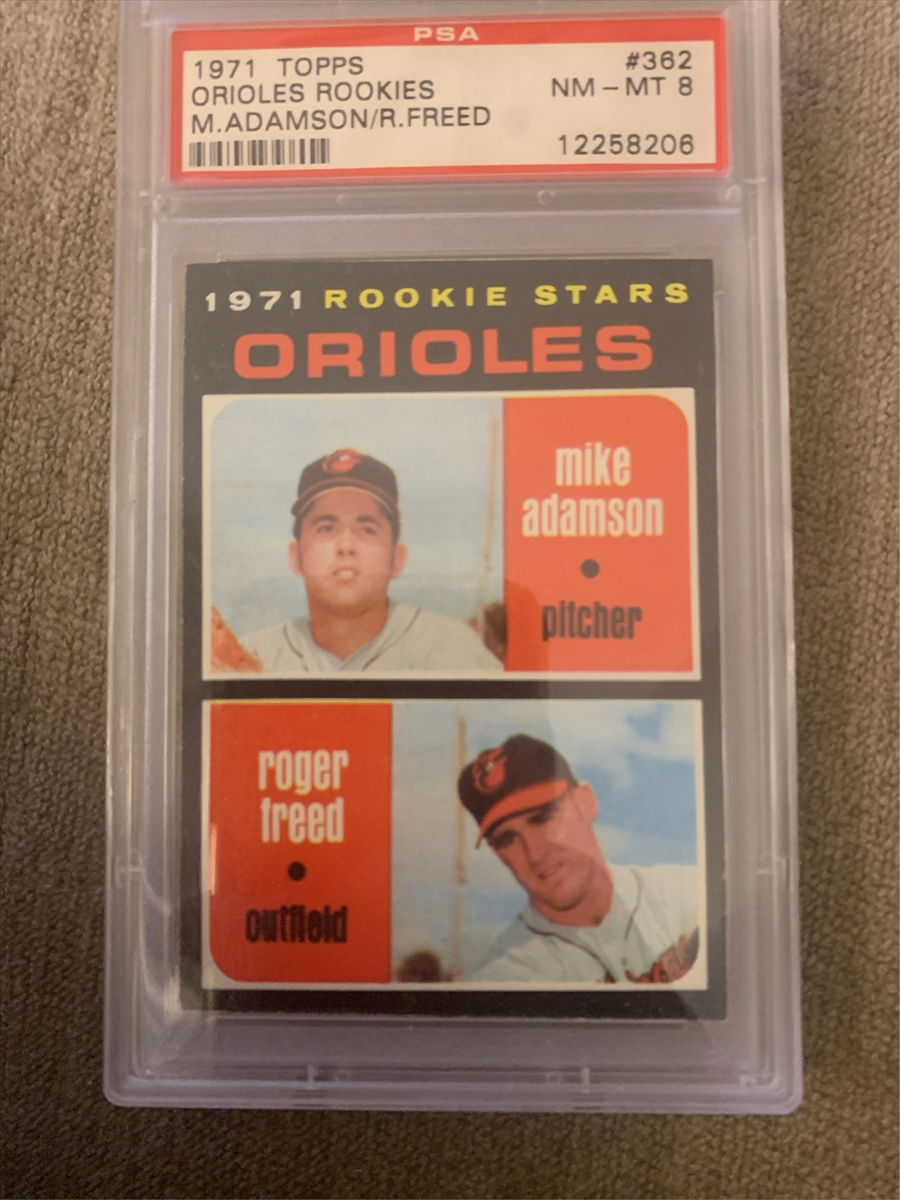 PSA
1971 TOPPS #362
ORIOLES ROOKIES NM-MT 8
M.ADAMSON/R.FREED
12258206
1971 ROOKIE STARS
ORIOLES
mike
adamson
pitcher
roger
freed
outfield